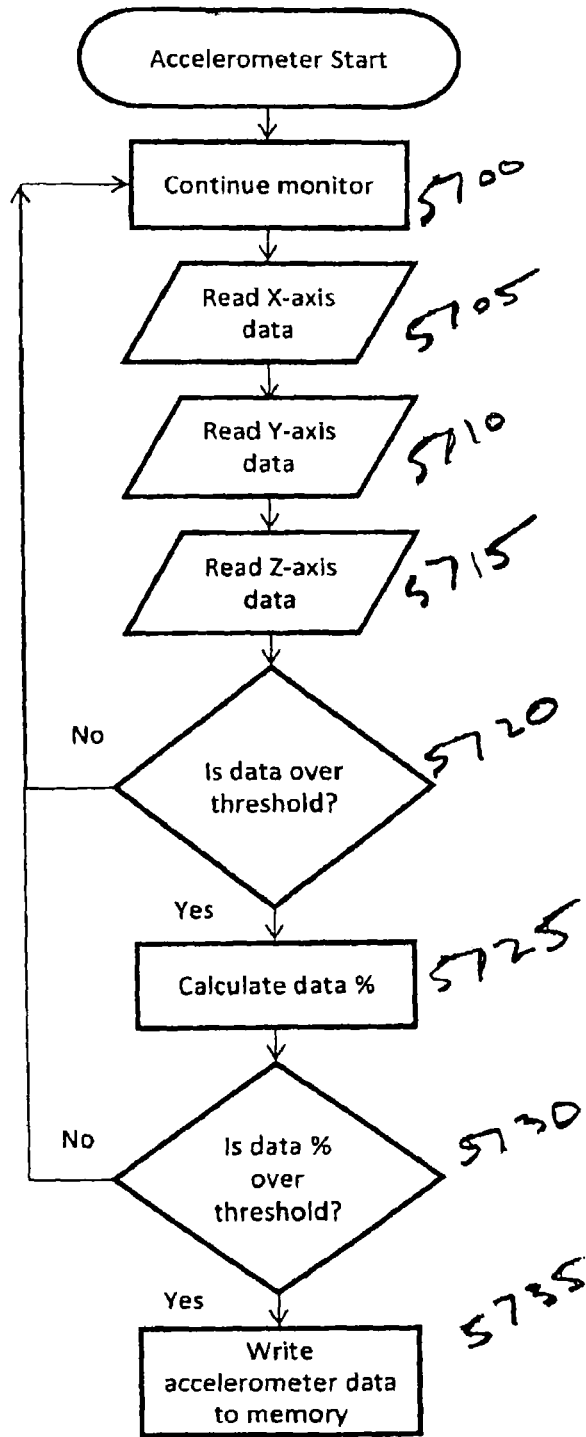 Accelerometer Start
Continue monitor
5700
Read X-axis
data
5705
Read Y-axis
data
5710
Read Z-axis
data
5715
No
Is data over
threshold?
5720
Yes
Calculate data %
5725
No
Is data %
over
threshold?
5730
Yes
Write
accelerometer data
to memory
5735